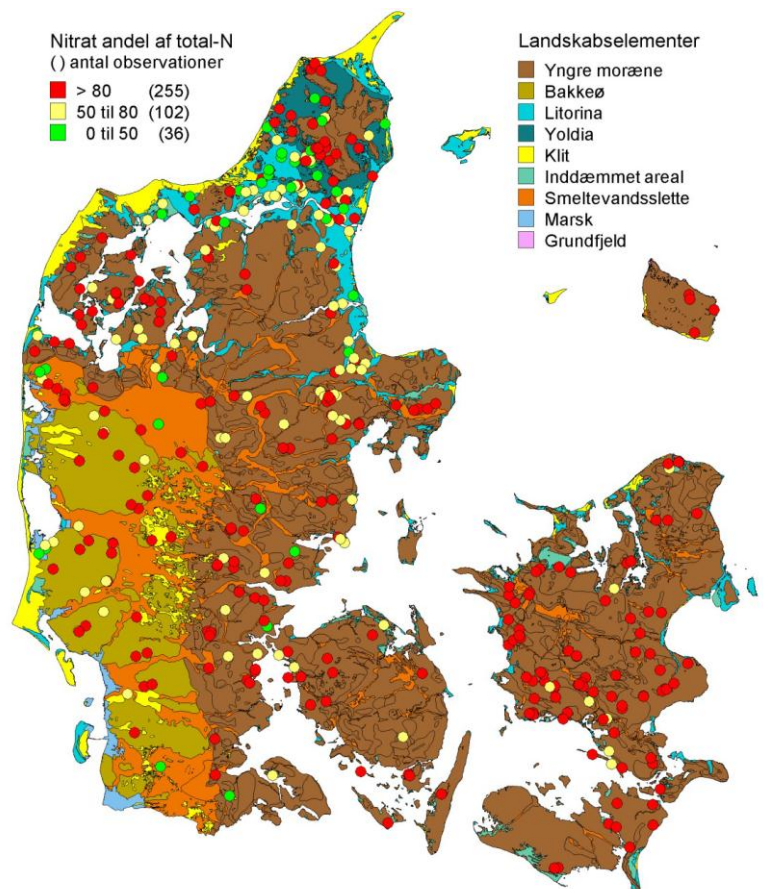 Nitrat andel af total-N
( ) antal observationer
> 80 (255)
50 til 80 (102)
0 til 50 (36)
Landskabselementer
Yngre moræne
Bakkeø
Litorina
Yoldia
Klit
Inddæmmet areal
Smeltevandsslette
Marsk
Grundfjeld